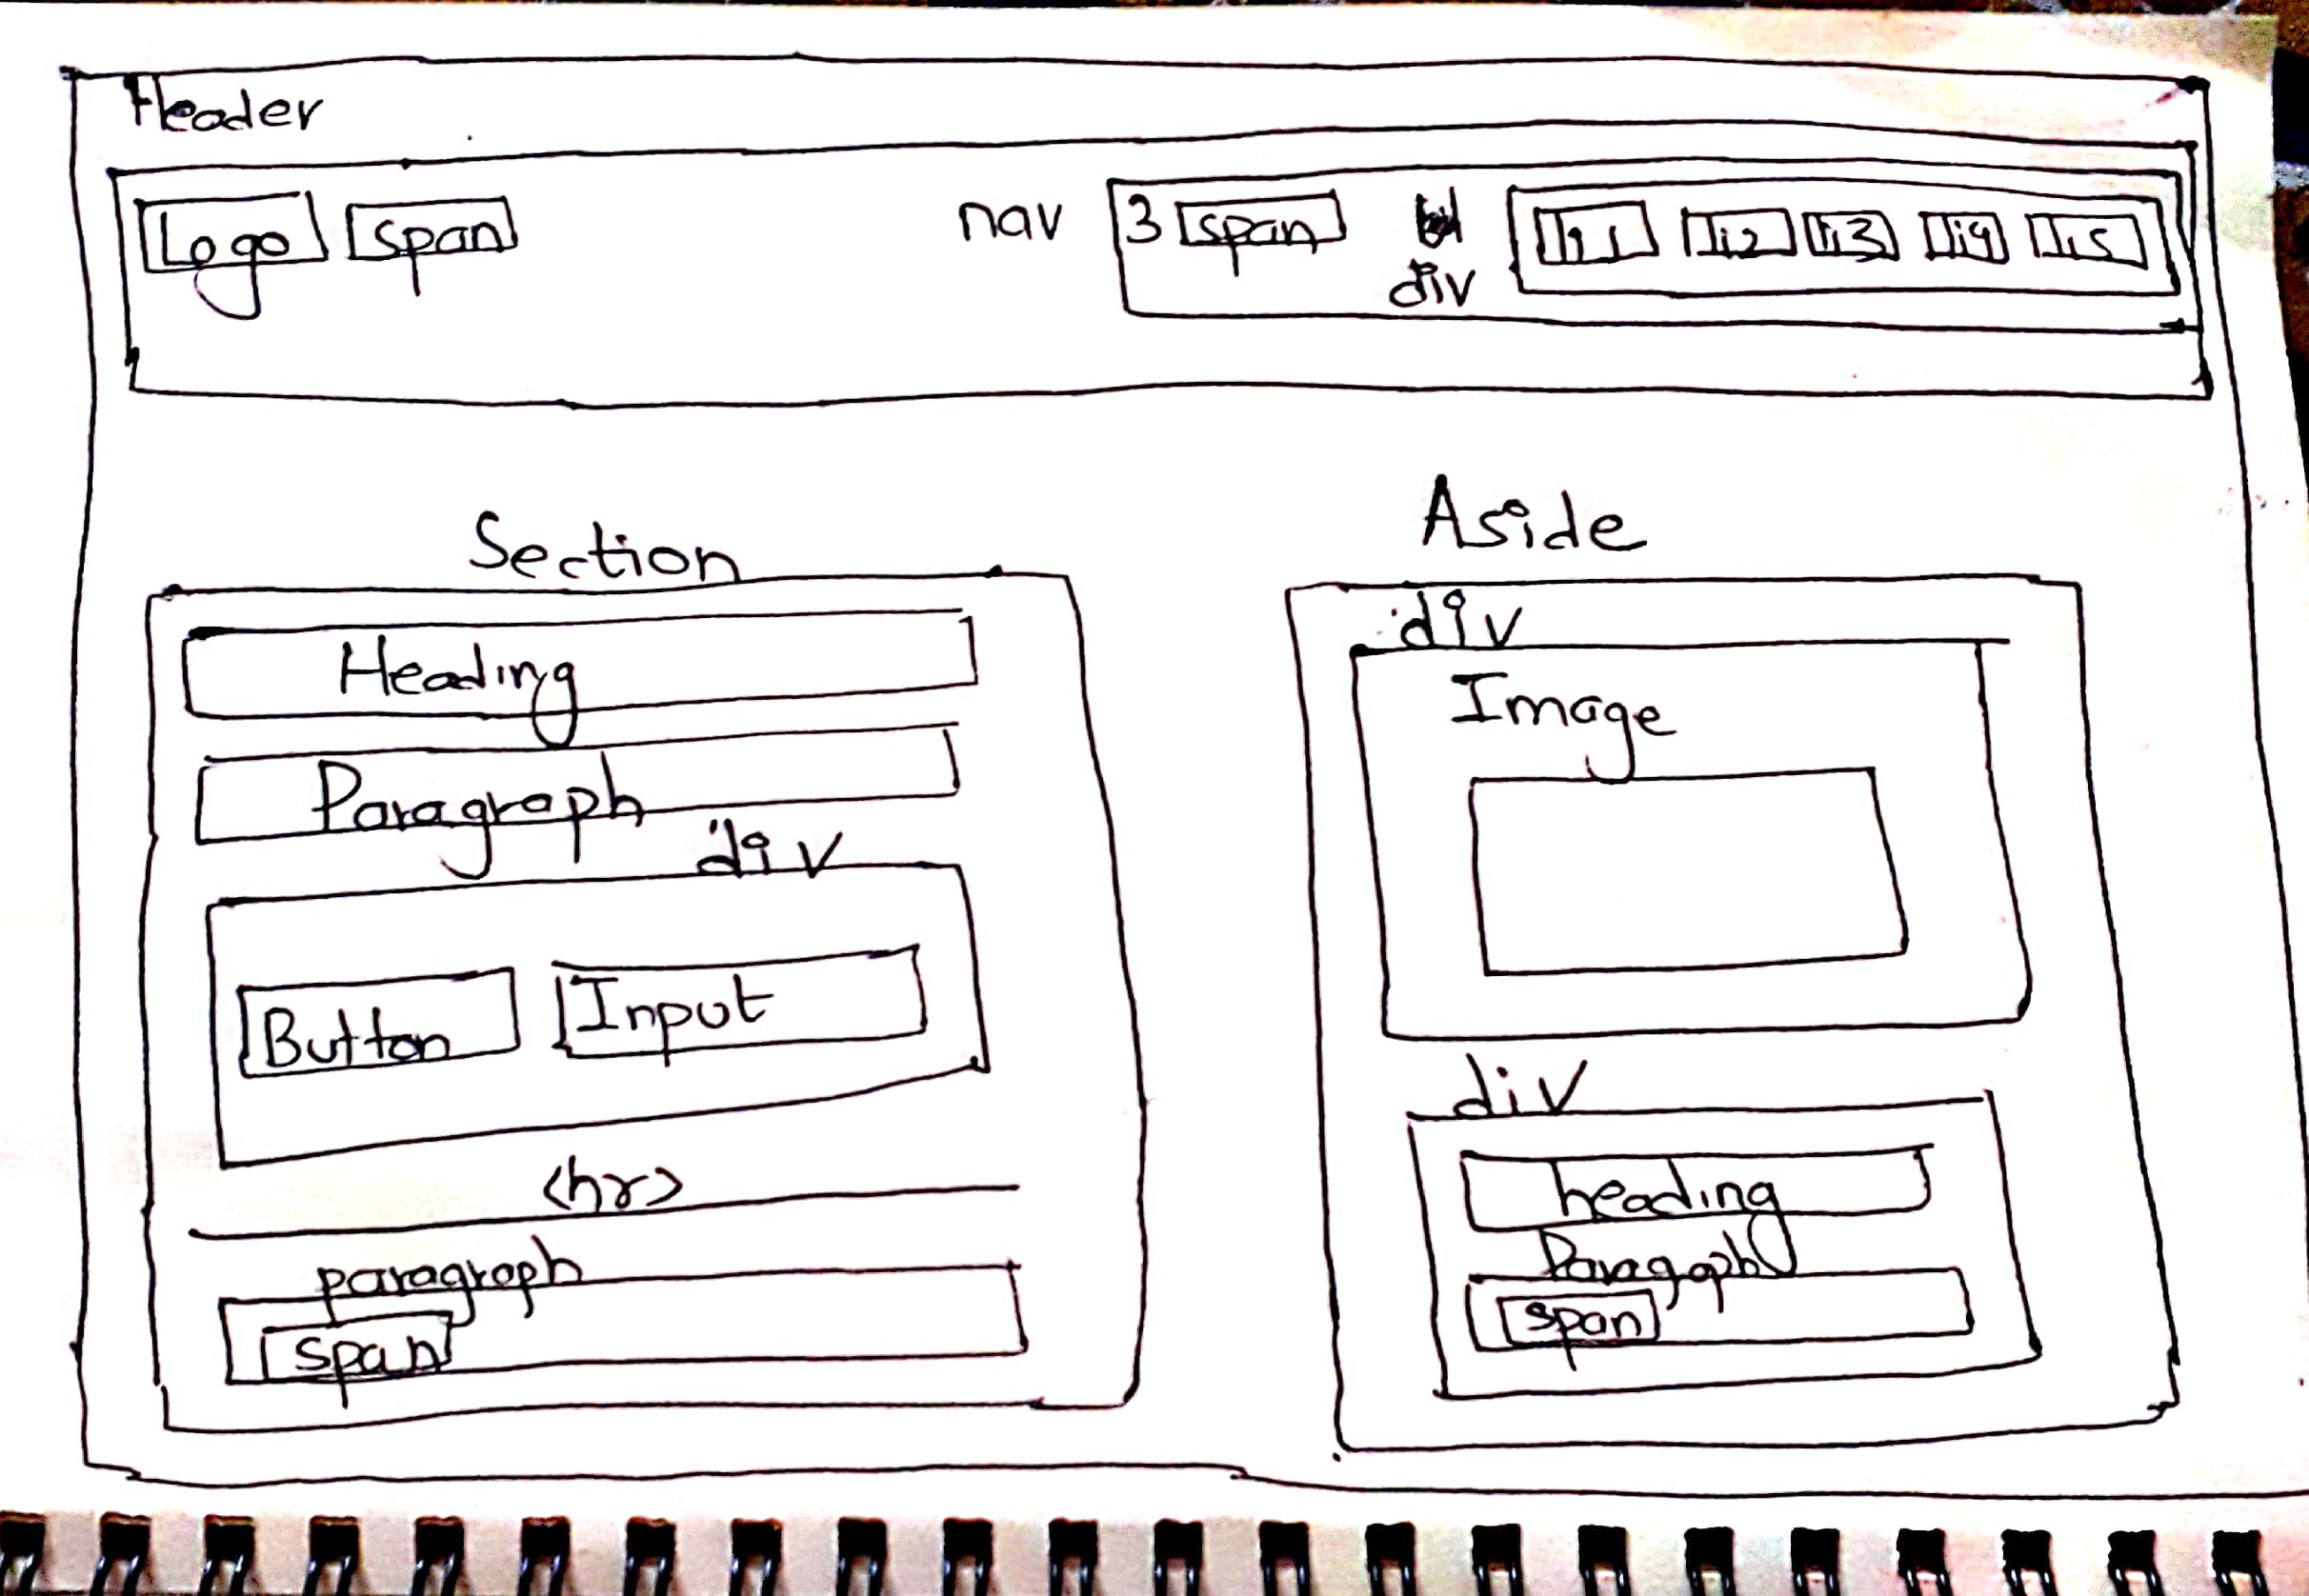 Header
Logo span nav 3 span div li1 li2 li3 li4 li5
Section
Heading
Paragraph
div
Button Input
<hr>
paragraph
span
Aside
div
Image
div
heading
Paragraph
span